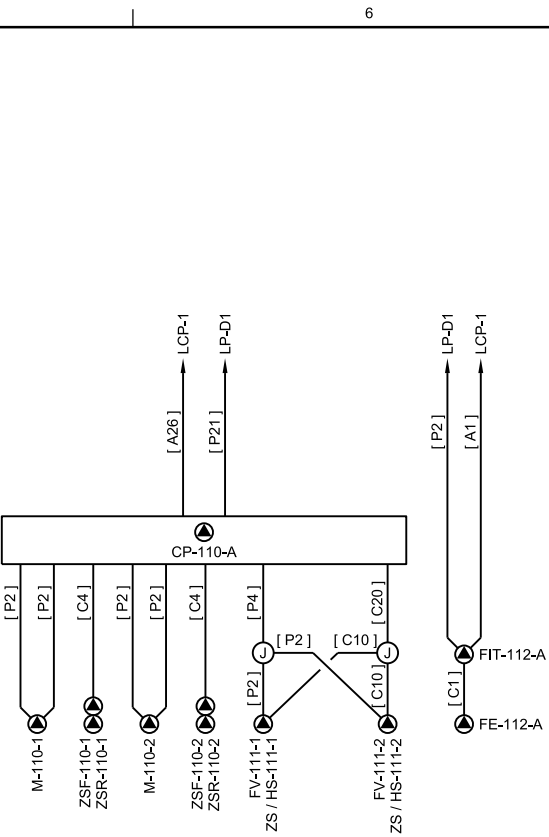 6
LCP-1
LP-D1
LP-D1
LCP-1
[ A26 ]
[ P21 ]
[ P2 ]
[ A1 ]
CP-110-A
[ P2 ]
[ P2 ]
[ C4 ]
[ P2 ]
[ P2 ]
[ C4 ]
[ P4 ]
[ C20 ]
J
[ P2 ]
[ C10 ]
J
FIT-112-A
[ P2 ]
[ C10 ]
[ C1 ]
FE-112-A
M-110-1
ZSF-110-1
ZSR-110-1
M-110-2
ZSF-110-2
ZSR-110-2
FV-111-1
ZS / HS-111-1
FV-111-2
ZS / HS-111-2